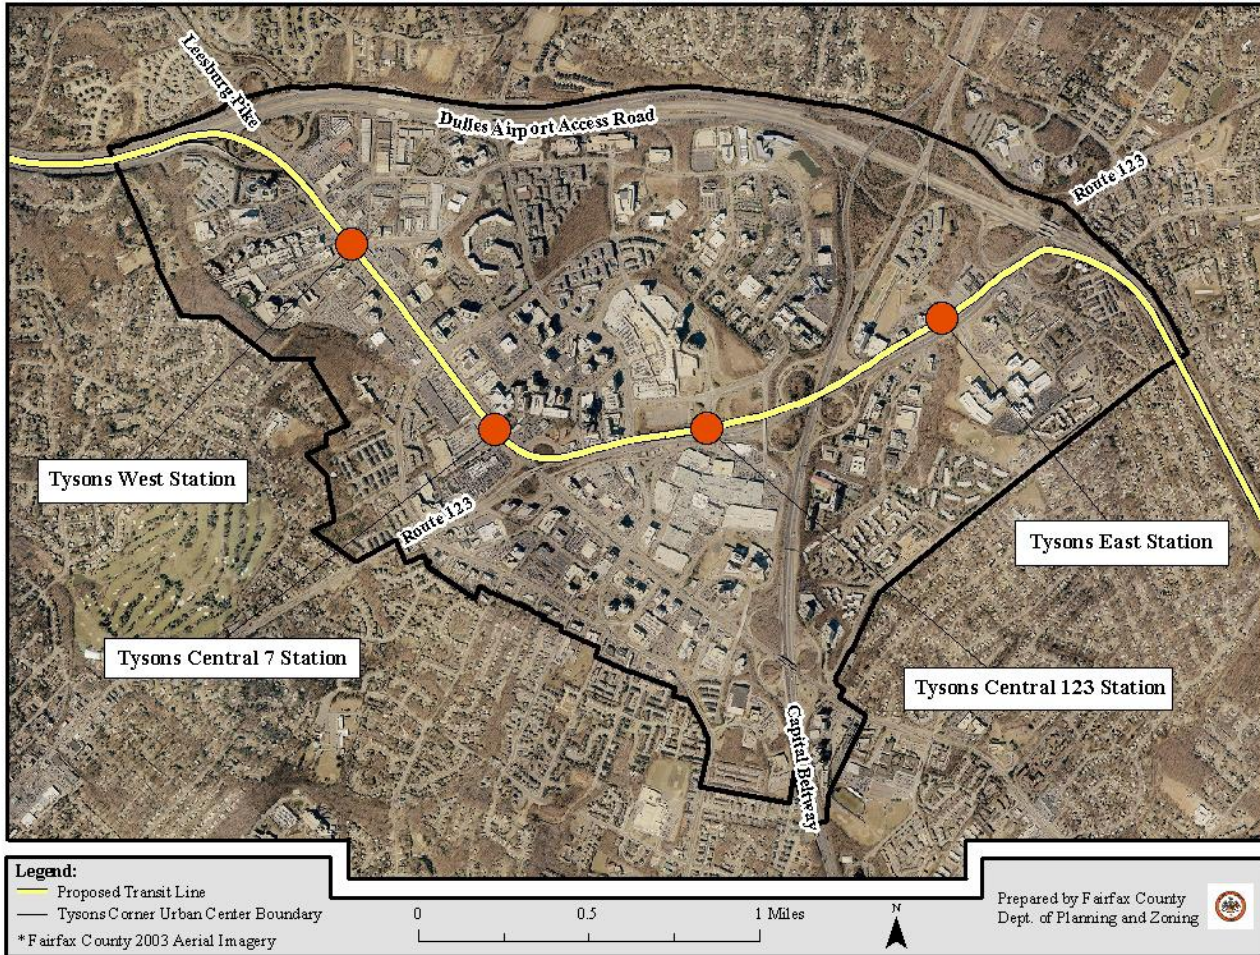 Leesburg Pike
Dulles Airport Access Road
Route 123
Tysons West Station
Route 123
Tysons East Station
Tysons Central 7 Station
Tysons Central 123 Station
Capital Beltway
Legend:
Proposed Transit Line
Tysons Corner Urban Center Boundary
*Fairfax County 2003 Aerial Imagery
0 0.5 1 Miles
N
Prepared by Fairfax County
Dept. of Planning and Zoning